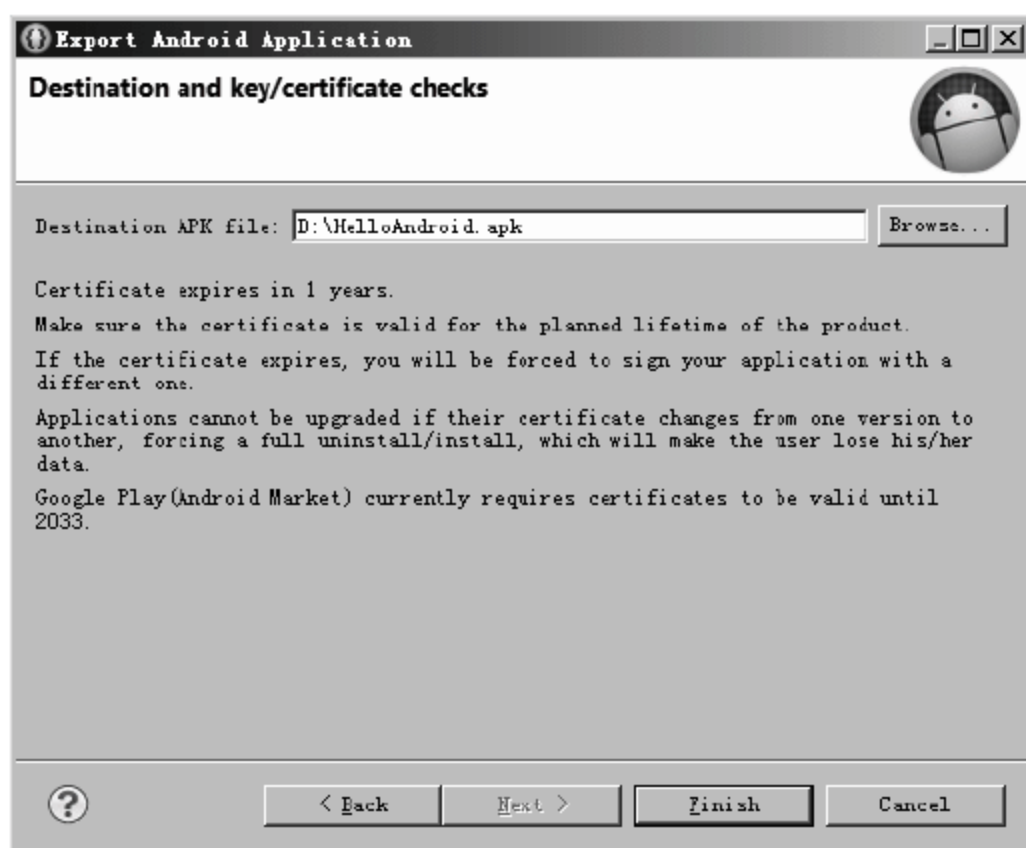 Export Android Application
Destination and key/certificate checks
Destination APK file: D:\HelloAndroid.apk Browse...
Certificate expires in 1 years.
Make sure the certificate is valid for the planned lifetime of the product.
If the certificate expires, you will be forced to sign your application with a
different one.
Applications cannot be upgraded if their certificate changes from one version to
another, forcing a full uninstall/install, which will make the user lose his/her
data.
Google Play(Android Market) currently requires certificates to be valid until
2033.
? < Back Next > Finish Cancel